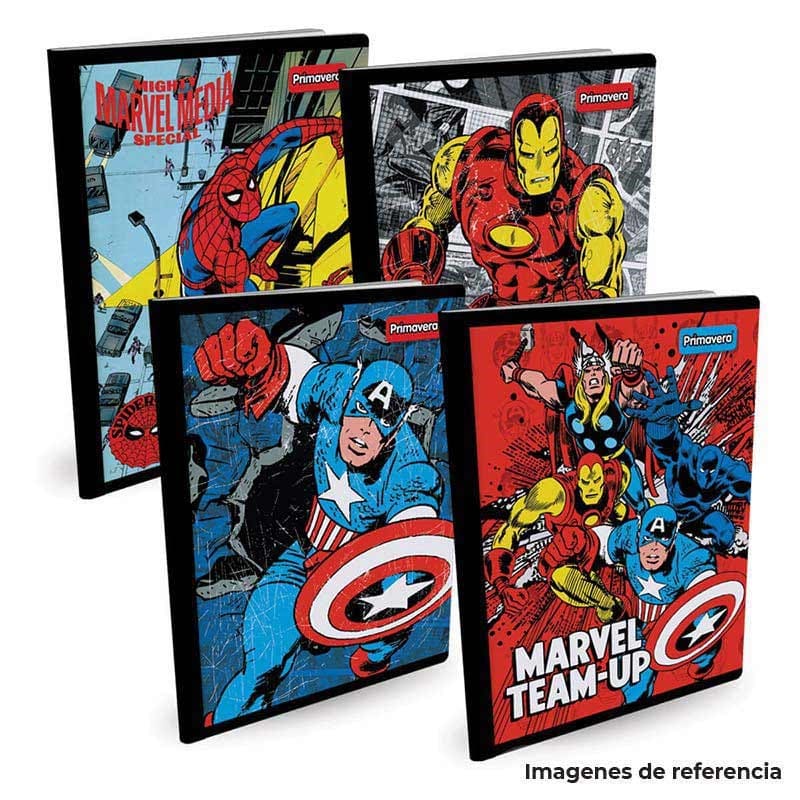 MIGHTY
MARVEL MEDIA
SPECIAL
Primavera
Primavera
Primavera
A
Primavera
A
MARVEL
TEAM-UP
Imagenes de referencia